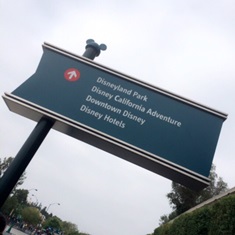 Disneyland Park
Disney California Adventure
Downtown Disney
Disney Hotels